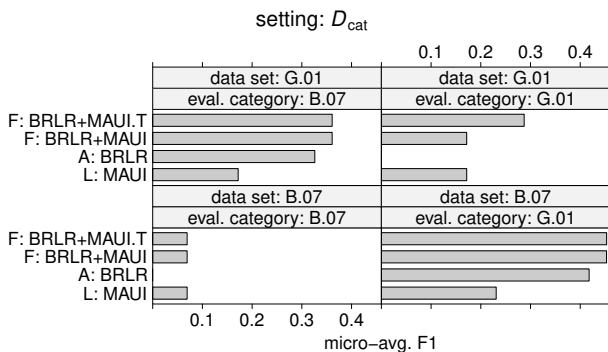 setting: D_cat
0.1 0.2 0.3 0.4
data set: G.01 data set: G.01
eval. category: B.07 eval. category: G.01
F: BRLR+MAUI.T
F: BRLR+MAUI
A: BRLR
L: MAUI
data set: B.07 data set: B.07
eval. category: B.07 eval. category: G.01
F: BRLR+MAUI.T
F: BRLR+MAUI
A: BRLR
L: MAUI
0.1 0.2 0.3 0.4
micro-avg. F1